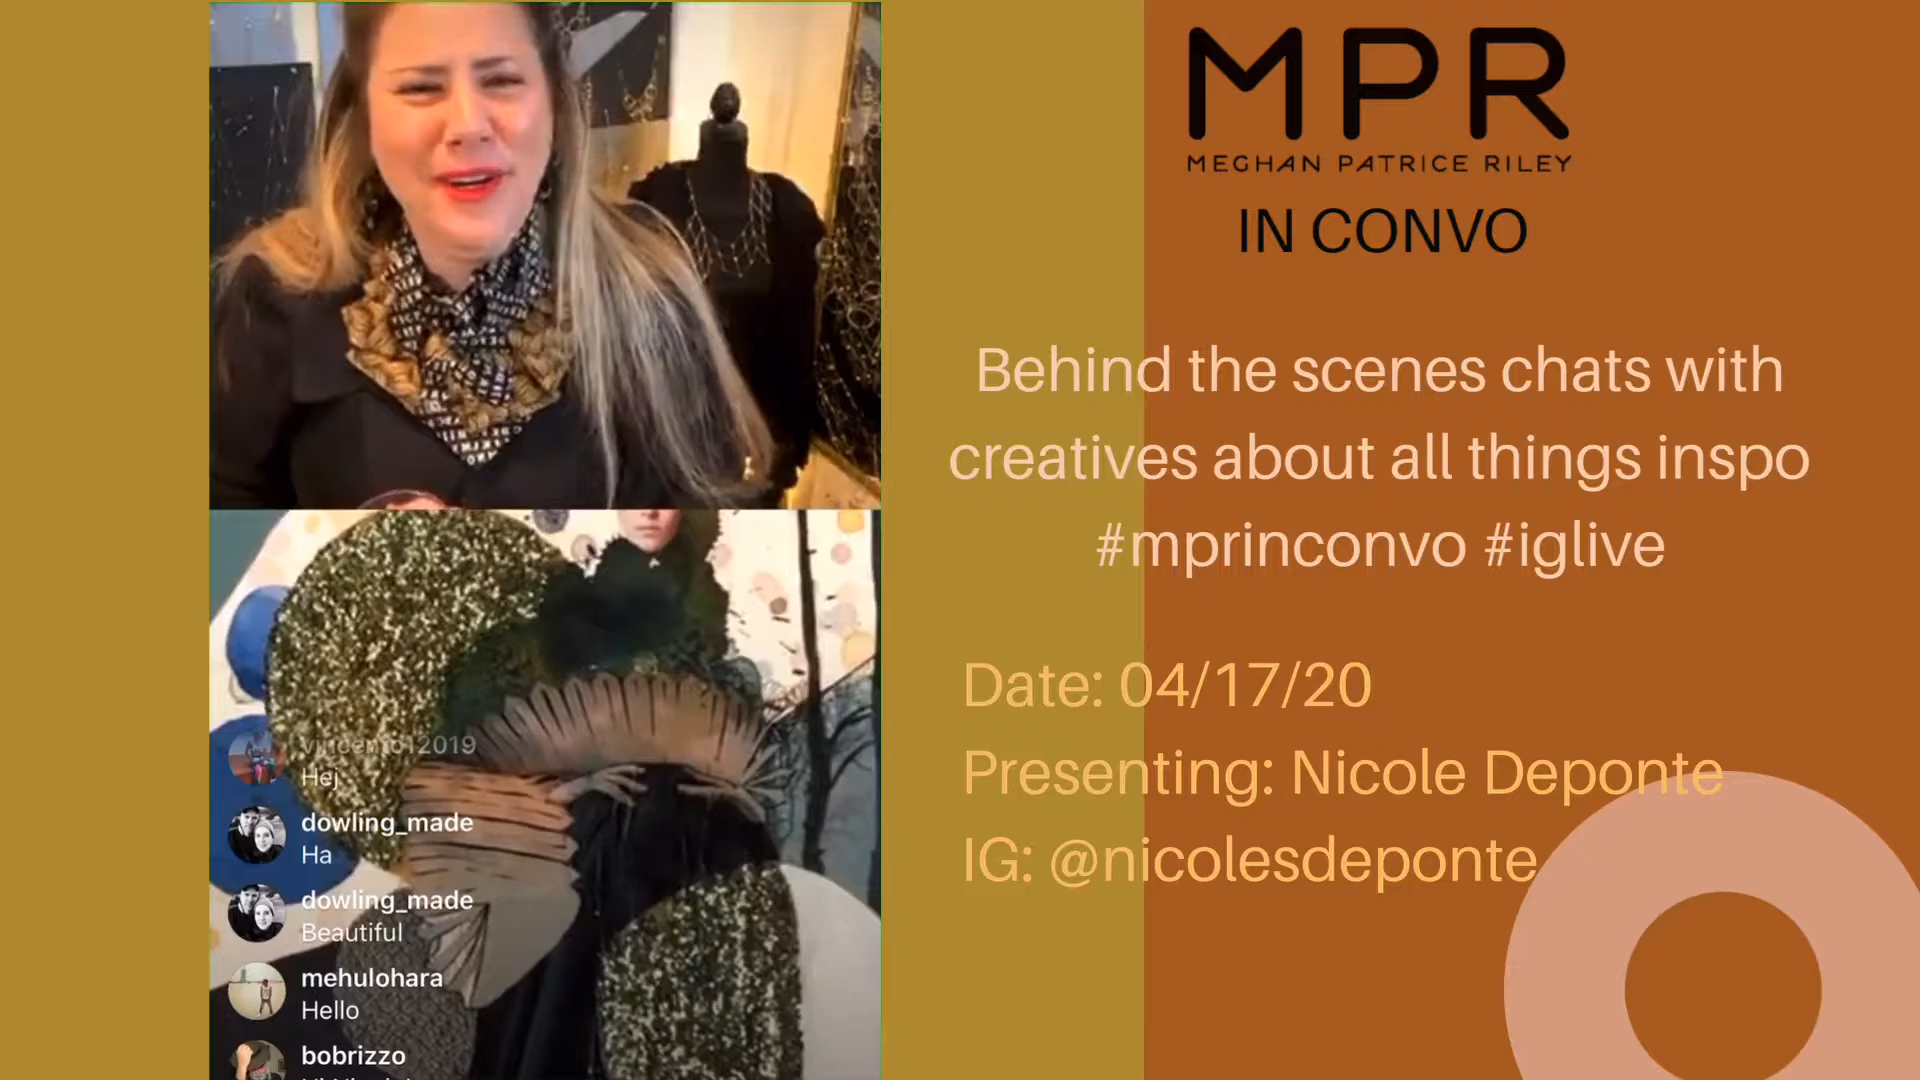 MPR
MEGHAN PATRICE RILEY
IN CONVO
Behind the scenes chats with
creatives about all things inspo
#mprinconvo #iglive
Date: 04/17/20
Presenting: Nicole Deponte
IG: @nicolesdeponte
Hej
dowling_made
Ha
dowling_made
Beautiful
mehulohara
Hello
bobrizzo